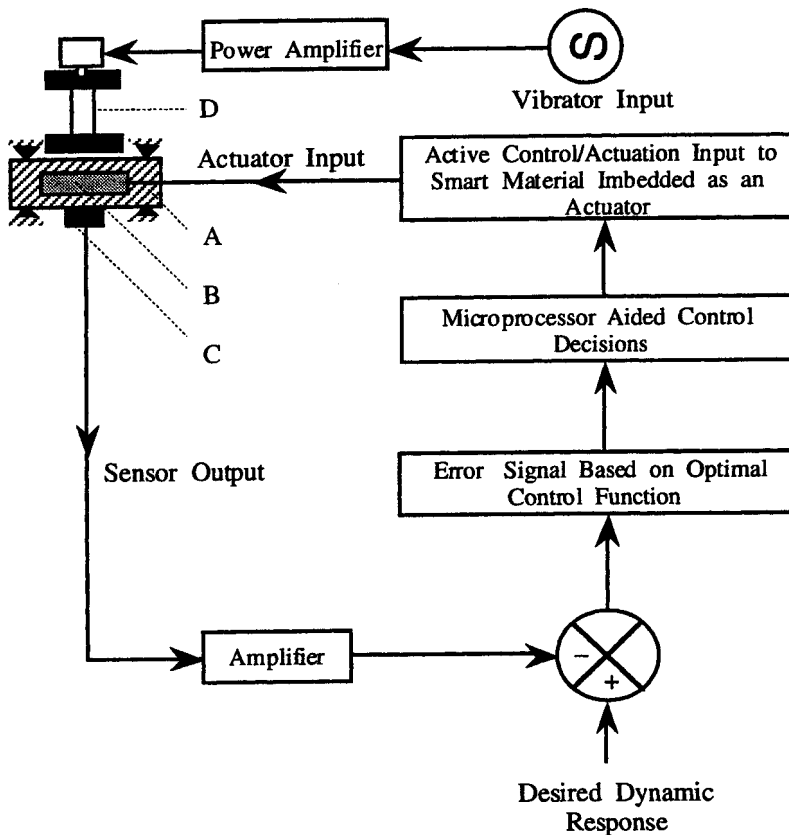 Power Amplifier
S
Vibrator Input
D
Actuator Input
Active Control/Actuation Input to
Smart Material Imbedded as an
Actuator
A
B
C
Microprocessor Aided Control
Decisions
Sensor Output
Error Signal Based on Optimal
Control Function
Amplifier
−
+
Desired Dynamic
Response